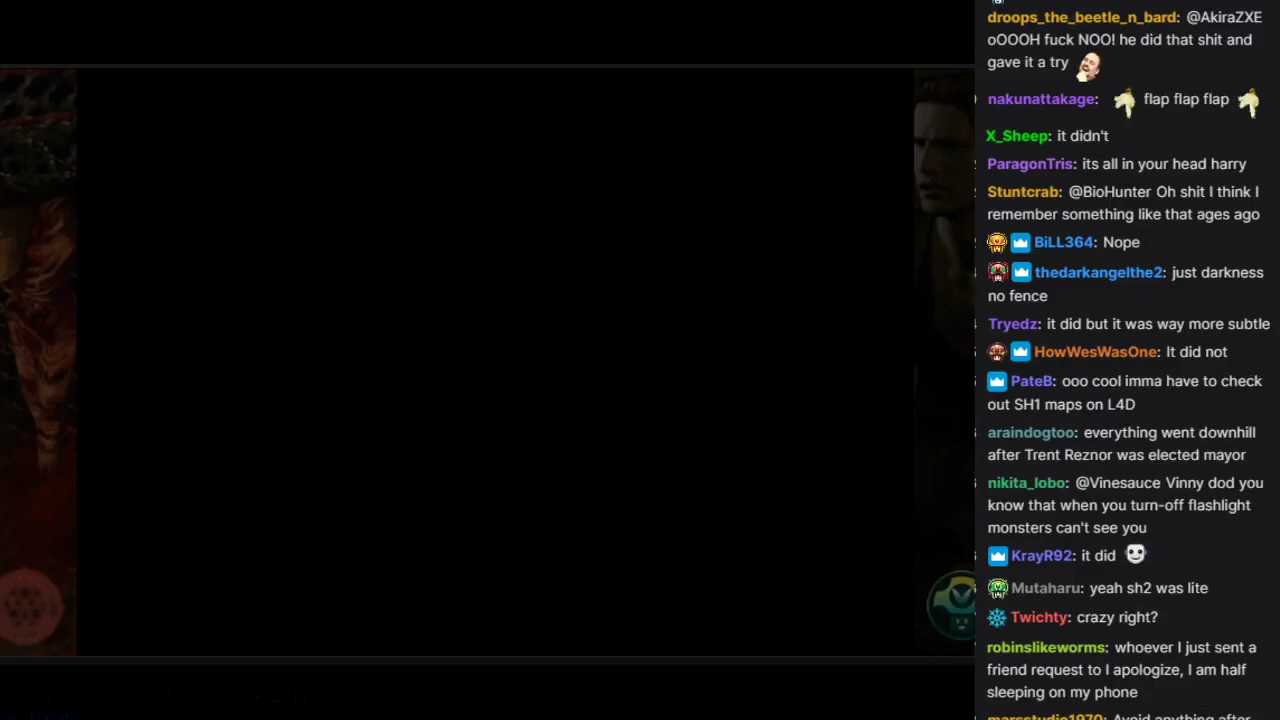 droops_the_beetle_n_bard: @AkiraZXE
oOOOH fuck NOO! he did that shit and
gave it a try
nakunattakage: flap flap flap
X_Sheep: it didn't
ParagonTris: its all in your head harry
Stuntcrab: @BioHunter Oh shit I think I
remember something like that ages ago
BiLL364: Nope
thedarkangelthe2: just darkness
no fence
Tryedz: it did but it was way more subtle
HowWesWasOne: It did not
PateB: ooo cool imma have to check
out SH1 maps on L4D
araindogtoo: everything went downhill
after Trent Reznor was elected mayor
nikita_lobo: @Vinesauce Vinny dod you
know that when you turn-off flashlight
monsters can't see you
KrayR92: it did
Mutaharu: yeah sh2 was lite
Twichty: crazy right?
robinslikeworms: whoever I just sent a
friend request to I apologize, I am half
sleeping on my phone
marsstudio1970: Avoid anything after